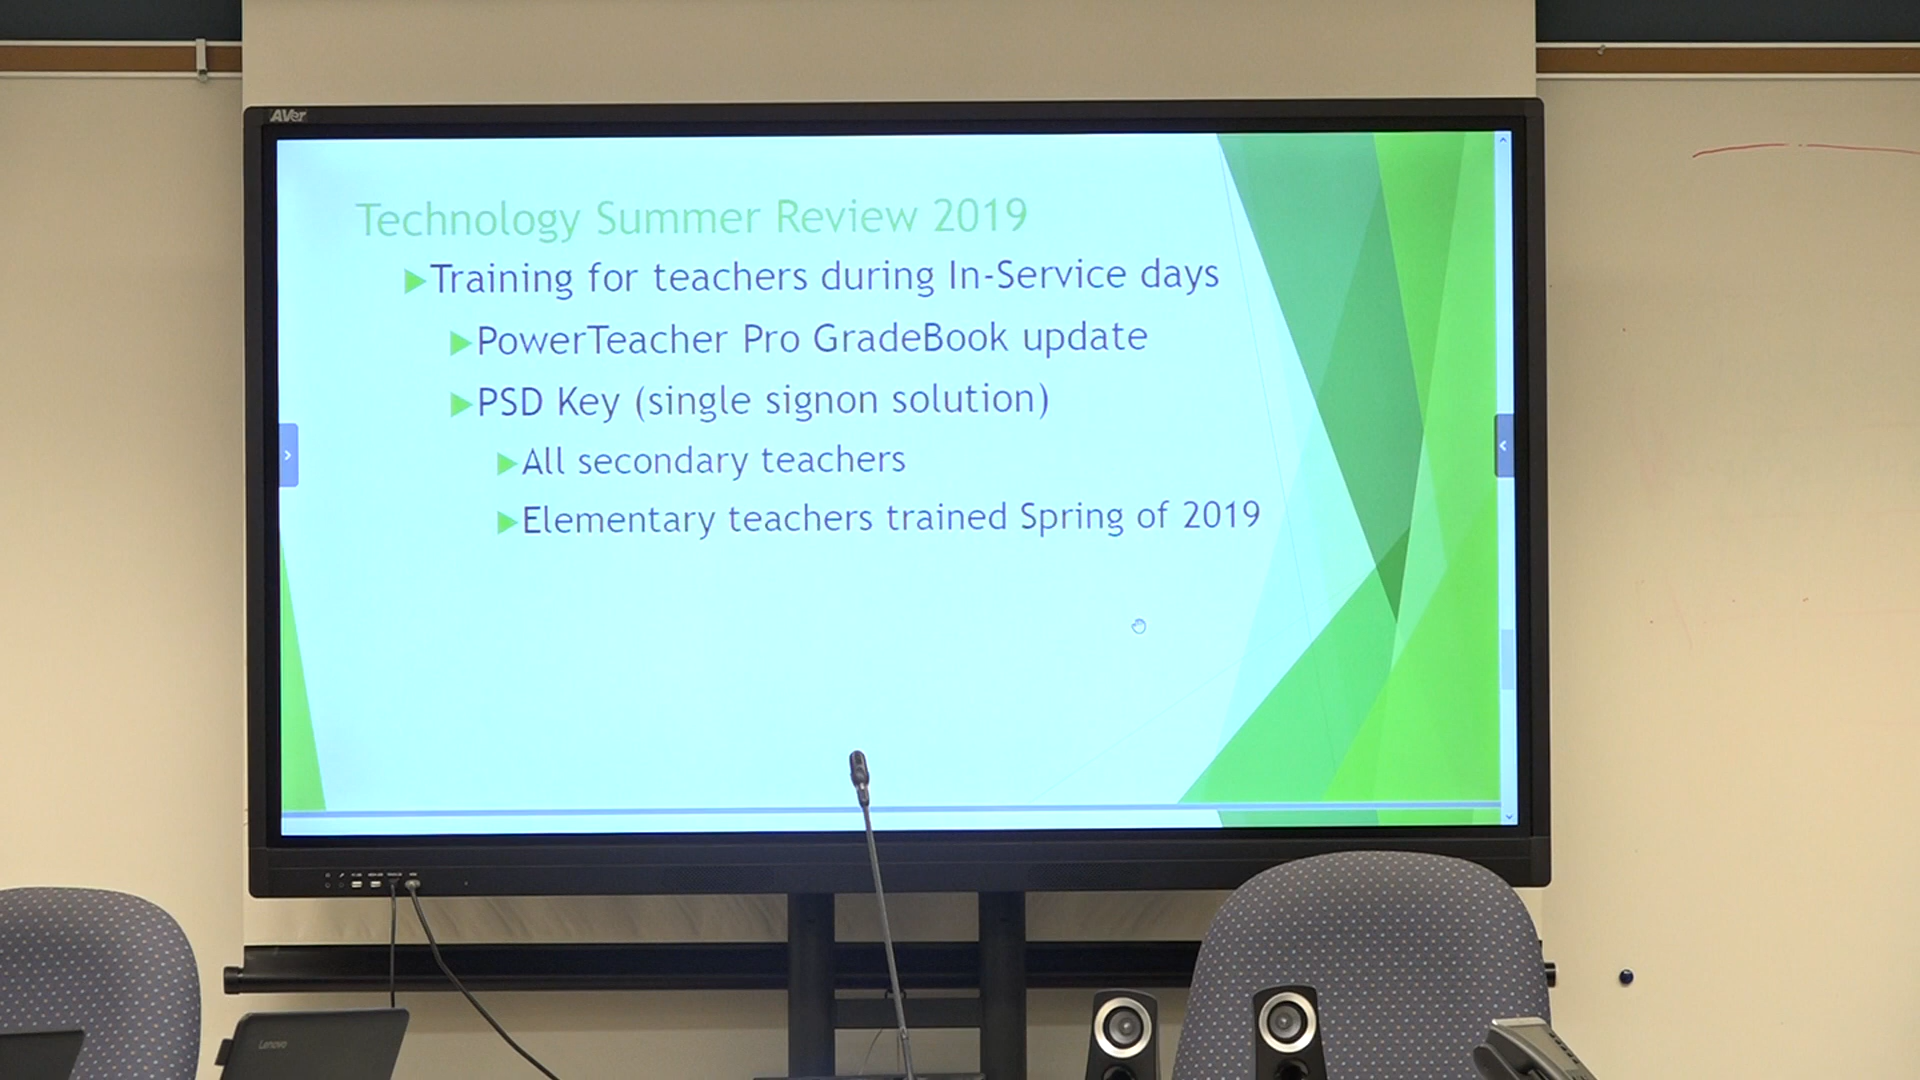 AVer
Technology Summer Review 2019
Training for teachers during In-Service days
PowerTeacher Pro GradeBook update
PSD Key (single signon solution)
All secondary teachers
Elementary teachers trained Spring of 2019
Lenovo